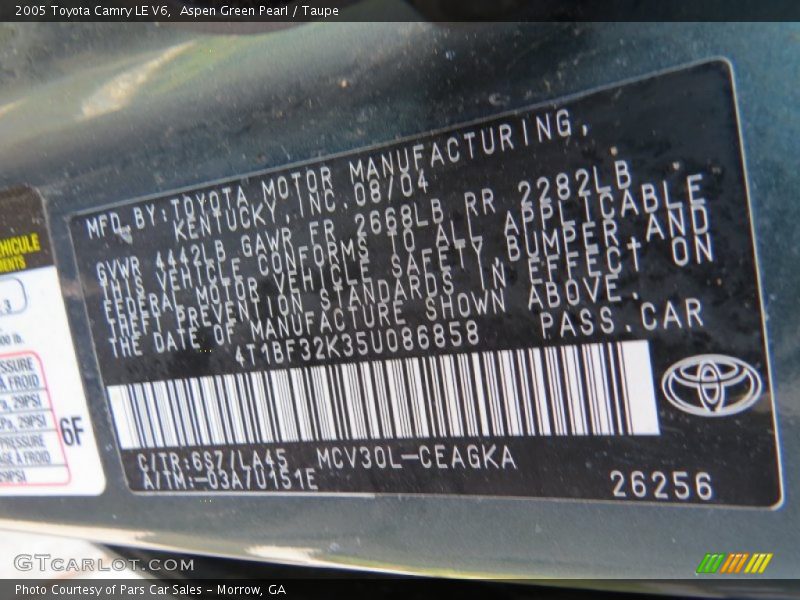 2005 Toyota Camry LE V6, Aspen Green Pearl / Taupe
MFD. BY: TOYOTA MOTOR MANUFACTURING,
KENTUCKY, INC. 08/04
GVWR 4442LB GAWR FR 2668LB RR 2282LB
THIS VEHICLE CONFORMS TO ALL APPLICABLE
FEDERAL MOTOR VEHICLE SAFETY, BUMPER AND
THEFT PREVENTION STANDARDS IN EFFECT ON
THE DATE OF MANUFACTURE SHOWN ABOVE.
4T1BF32K35U086858 PASS. CAR
C/TR:6S7/LA45 MCV30L-CEAGKA
A/TM:-03A/U151E
26256
6F
GTCARLOT.COM
Photo Courtesy of Pars Car Sales - Morrow, GA